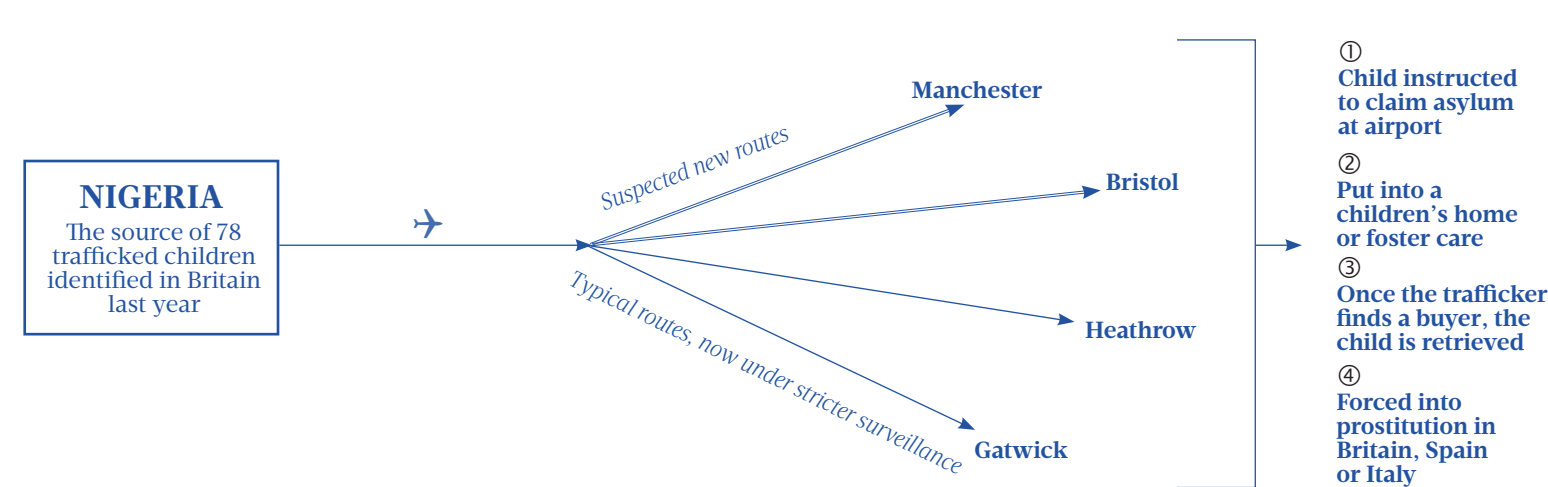 NIGERIA
The source of 78
trafficked children
identified in Britain
last year
Suspected new routes
Typical routes, now under stricter surveillance
Manchester
Bristol
Heathrow
Gatwick
①
Child instructed
to claim asylum
at airport
②
Put into a
children’s home
or foster care
③
Once the trafficker
finds a buyer, the
child is retrieved
④
Forced into
prostitution in
Britain, Spain
or Italy